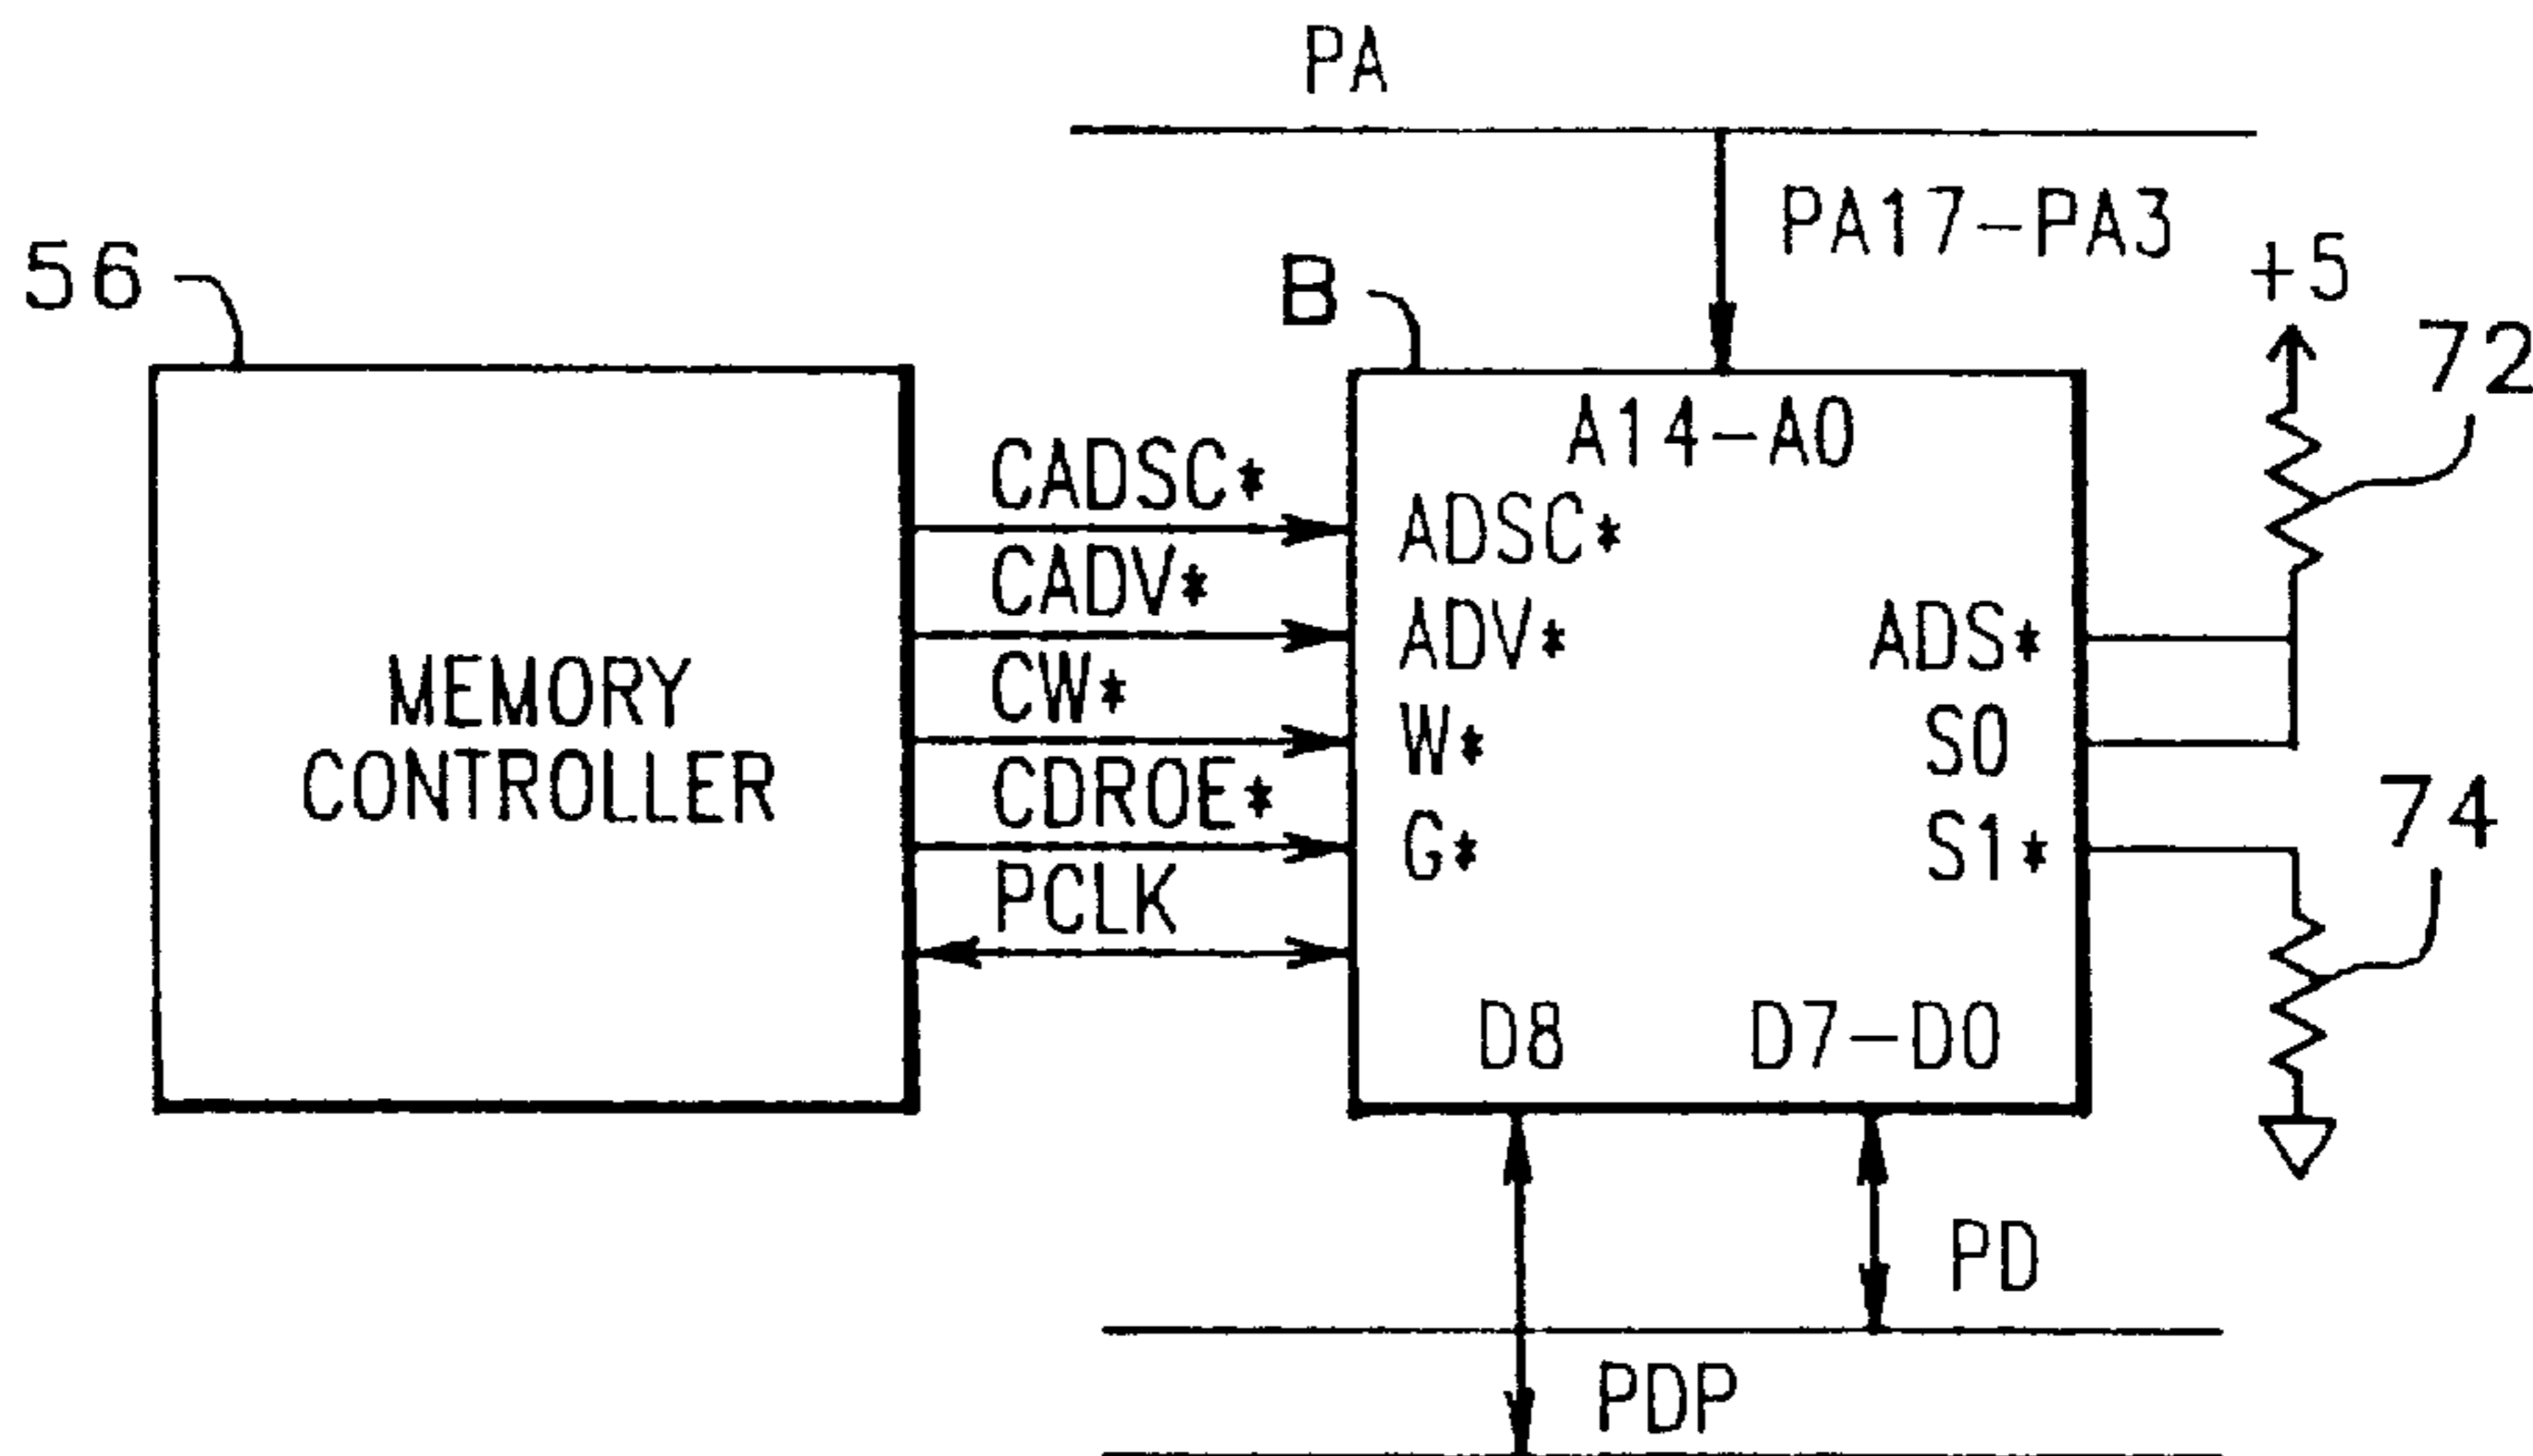 PA
PA17-PA3
56
B
+5
72
A14-A0
CADSC*
ADSC*
CADV*
ADV*
ADS*
MEMORY
CONTROLLER
CW*
W*
S0
CDROE*
G*
S1*
74
PCLK
D8
D7-D0
PD
PDP